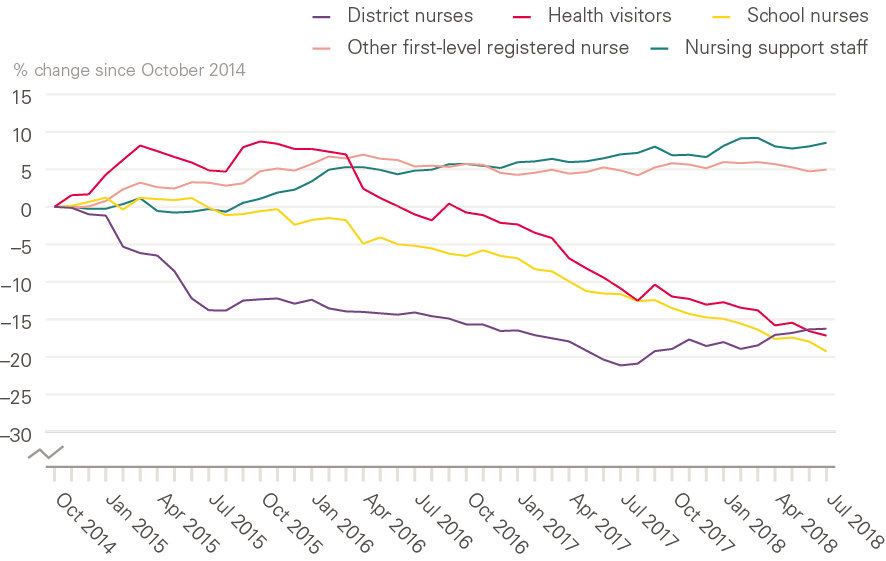 District nurses Health visitors School nurses
Other first-level registered nurse Nursing support staff
% change since October 2014
15
10
5
0
–5
–10
–15
–20
–25
–30
Oct 2014 Jan 2015 Apr 2015 Jul 2015 Oct 2015 Jan 2016 Apr 2016 Jul 2016 Oct 2016 Jan 2017 Apr 2017 Jul 2017 Oct 2017 Jan 2018 Apr 2018 Jul 2018